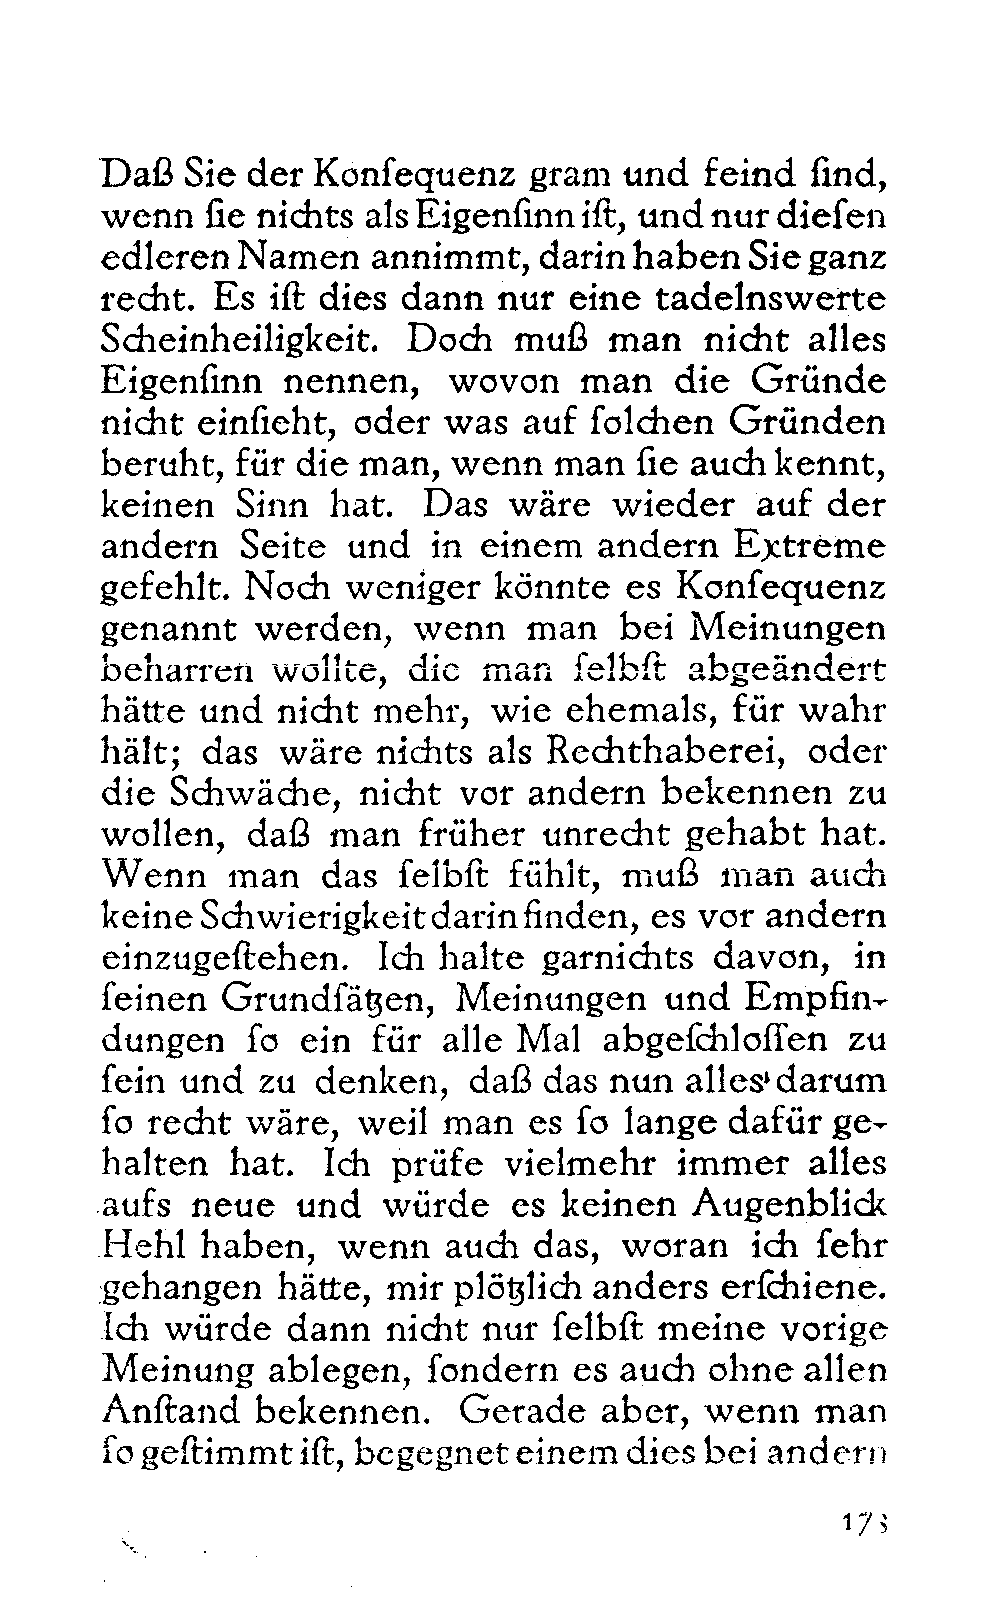 Daß Sie der Konſequenz gram und feind ſind,
wenn ſie nichts als Eigenſinn iſt, und nur dieſen
edleren Namen annimmt, darin haben Sie ganz
recht. Es iſt dies dann nur eine tadelnswerte
Scheinheiligkeit. Doch muß man nicht alles
Eigenſinn nennen, wovon man die Gründe
nicht einſieht, oder was auf ſolchen Gründen
beruht, für die man, wenn man ſie auch kennt,
keinen Sinn hat. Das wäre wieder auf der
andern Seite und in einem andern Extreme
gefehlt. Noch weniger könnte es Konſequenz
genannt werden, wenn man bei Meinungen
beharren wollte, die man ſelbſt abgeändert
hätte und nicht mehr, wie ehemals, für wahr
hält; das wäre nichts als Rechthaberei, oder
die Schwäche, nicht vor andern bekennen zu
wollen, daß man früher unrecht gehabt hat.
Wenn man das ſelbſt fühlt, muß man auch
keine Schwierigkeit darin finden, es vor andern
einzugeſtehen. Ich halte garnichts davon, in
ſeinen Grundſätzen, Meinungen und Empfin-
dungen ſo ein für alle Mal abgeſchloſſen zu
ſein und zu denken, daß das nun alles darum
ſo recht wäre, weil man es ſo lange dafür ge-
halten hat. Ich prüfe vielmehr immer alles
aufs neue und würde es keinen Augenblick
Hehl haben, wenn auch das, woran ich ſehr
gehangen hätte, mir plötzlich anders erſchiene.
Ich würde dann nicht nur ſelbſt meine vorige
Meinung ablegen, ſondern es auch ohne allen
Anſtand bekennen. Gerade aber, wenn man
ſo geſtimmt iſt, begegnet einem dies bei andern